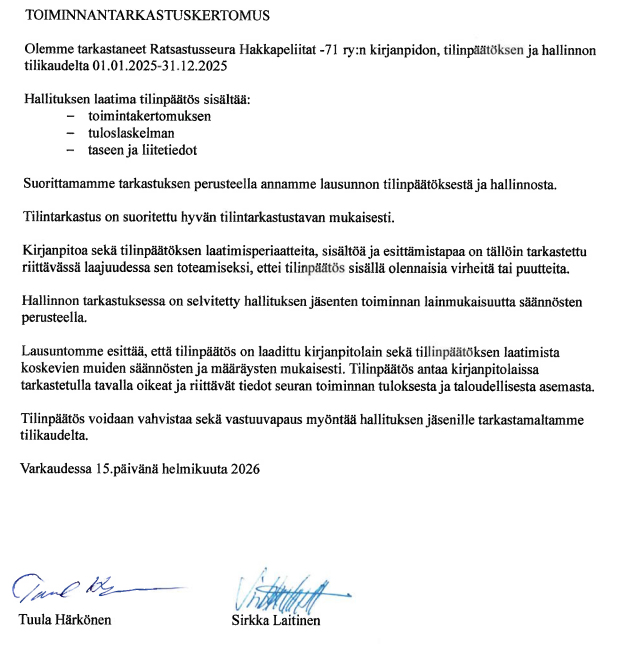 TOIMINNANTARKASTUSKERTOMUS
Olemme tarkastaneet Ratsastusseura Hakkapeliitat -71 ry:n kirjanpidon, tilinpäätöksen ja hallinnon
tilikaudelta 01.01.2025-31.12.2025
Hallituksen laatima tilinpäätös sisältää:
– toimintakertomuksen
– tuloslaskelman
– taseen ja liitetiedot
Suorittamamme tarkastuksen perusteella annamme lausunnon tilinpäätöksestä ja hallinnosta.
Tilintarkastus on suoritettu hyvän tilintarkastustavan mukaisesti.
Kirjanpitoa sekä tilinpäätöksen laatimisperiaatteita, sisältöä ja esittämistapaa on tällöin tarkastettu
riittävässä laajuudessa sen toteamiseksi, ettei tilinpäätös sisällä olennaisia virheitä tai puutteita.
Hallinnon tarkastuksessa on selvitetty hallituksen jäsenten toiminnan lainmukaisuutta säännösten
perusteella.
Lausuntomme esittää, että tilinpäätös on laadittu kirjanpitolain sekä tillinpäätöksen laatimista
koskevien muiden säännösten ja määräysten mukaisesti. Tilinpäätös antaa kirjanpitolaissa
tarkastetulla tavalla oikeat ja riittävät tiedot seuran toiminnan tuloksesta ja taloudellisesta asemasta.
Tilinpäätös voidaan vahvistaa sekä vastuuvapaus myöntää hallituksen jäsenille tarkastamaltamme
tilikaudelta.
Varkaudessa 15.päivänä helmikuuta 2026
Tuula Härkönen
Sirkka Laitinen